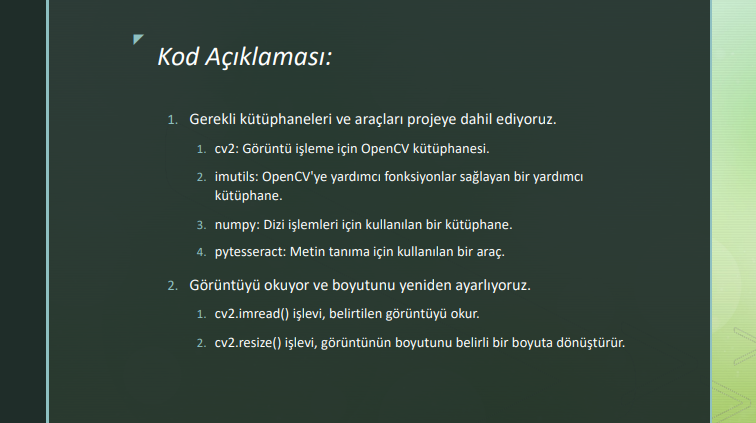 Kod Açıklaması:
1. Gerekli kütüphaneleri ve araçları projeye dahil ediyoruz.
1. cv2: Görüntü işleme için OpenCV kütüphanesi.
2. imutils: OpenCV'ye yardımcı fonksiyonlar sağlayan bir yardımcı
kütüphane.
3. numpy: Dizi işlemleri için kullanılan bir kütüphane.
4. pytesseract: Metin tanıma için kullanılan bir araç.
2. Görüntüyü okuyor ve boyutunu yeniden ayarlıyoruz.
1. cv2.imread() işlevi, belirtilen görüntüyü okur.
2. cv2.resize() işlevi, görüntünün boyutunu belirli bir boyuta dönüştürür.